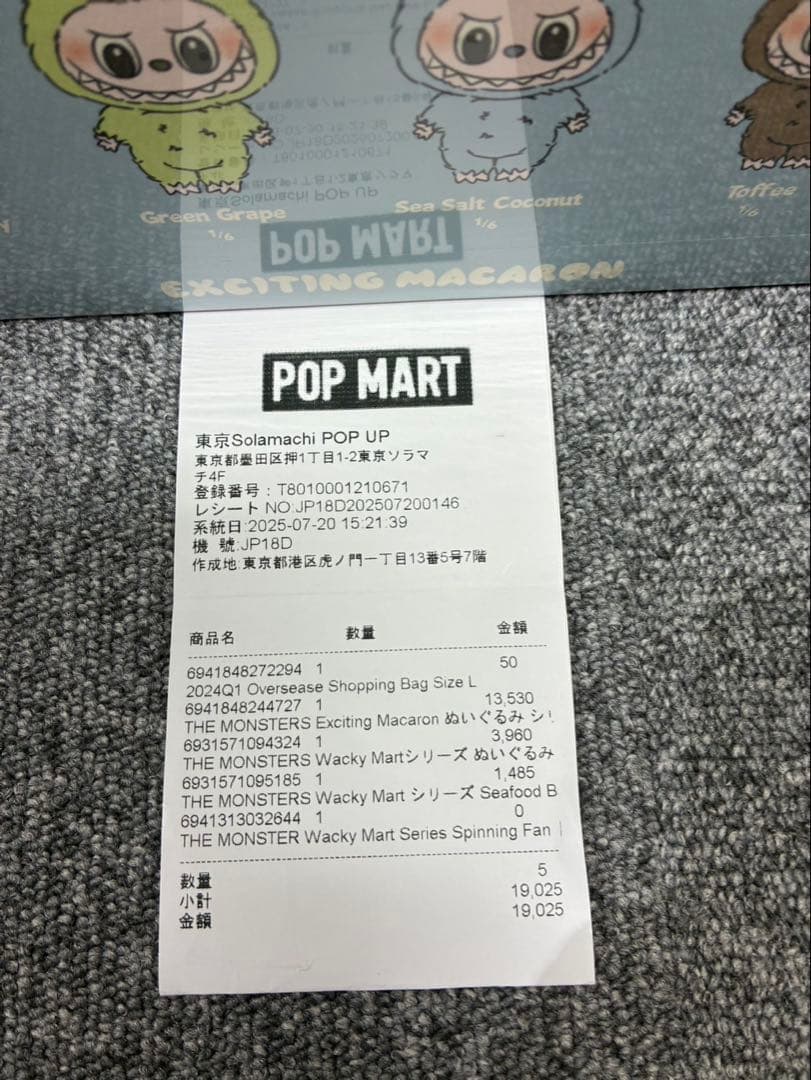 Green Grape
1/6
Sea Salt Coconut
1/6
Toffee
1/6
EXCITING MACARON
POP MART
東京Solamachi POP UP
東京都墨田区押1丁目1-2東京ソラマ
チ4F
登録番号：T8010001210671
レシート NO:JP18D202507200146
系統日:2025-07-20 15:21:39
機 號:JP18D
作成地:東京都港区虎ノ門一丁目13番5号7階
商品名 数量 金額
6941848272294 1 50
2024Q1 Oversease Shopping Bag Size L
6941848244727 1 13,530
THE MONSTERS Exciting Macaron ぬいぐるみ シリ
6931571094324 1 3,960
THE MONSTERS Wacky Martシリーズ ぬいぐるみ
6931571095185 1 1,485
THE MONSTERS Wacky Mart シリーズ Seafood B
6941313032644 1 0
THE MONSTER Wacky Mart Series Spinning Fan
数量 5
小計 19,025
金額 19,025